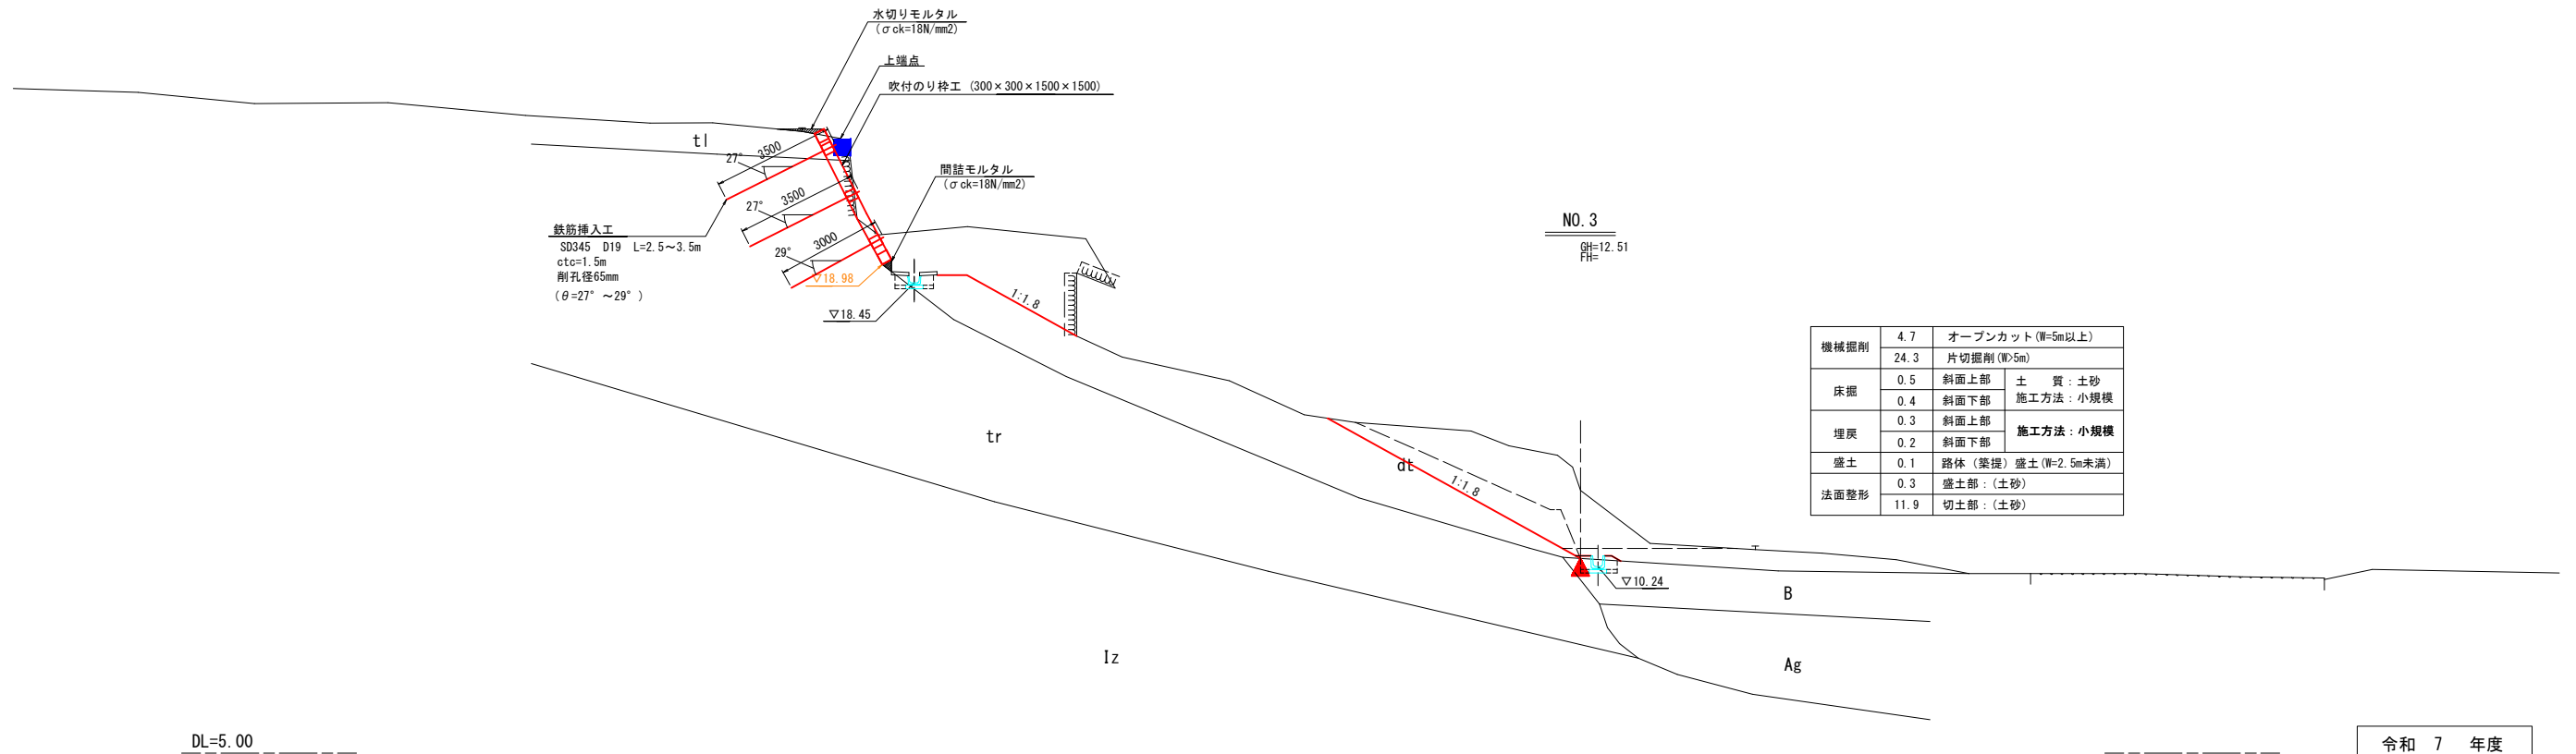 水切りモルタル
(σck=18N/mm2)
上端点
吹付のり枠工 (300×300×1500×1500)
tl
27°
3500
27°
3500
29°
3000
間詰モルタル
(σck=18N/mm2)
鉄筋挿入工
SD345 D19 L=2.5～3.5m
ctc=1.5m
削孔径65mm
(θ=27°～29°)
▽18.98
▽18.45
1:1.8
NO.3
GH=12.51
FH=
機械掘削 4.7 オープンカット(W=5m以上)
24.3 片切掘削(W>5m)
床掘 0.5 斜面上部 土 質：土砂
0.4 斜面下部 施工方法：小規模
埋戻 0.3 斜面上部 施工方法：小規模
0.2 斜面下部
盛土 0.1 路体（築提）盛土(W=2.5m未満)
法面整形 0.3 盛土部：(土砂)
11.9 切土部：(土砂)
tr
dt
1:1.8
▽10.24
B
Iz
Ag
DL=5.00
令和 7 年度